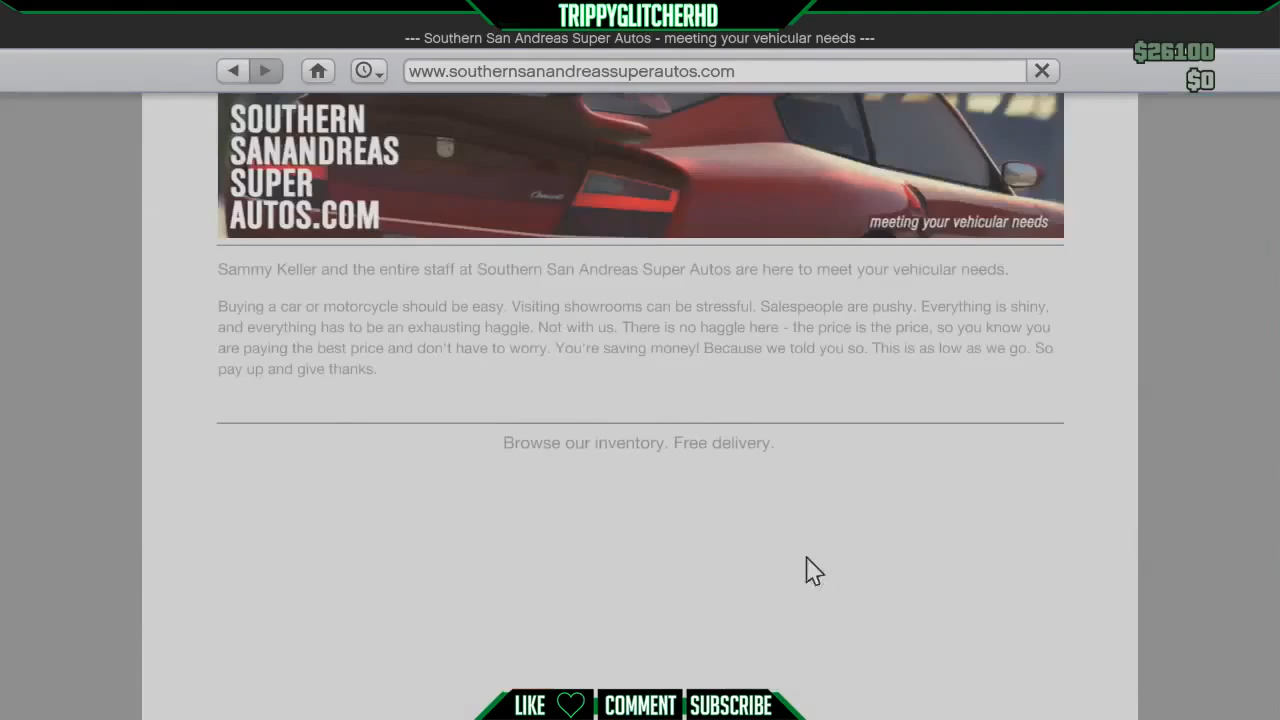 TRIPPYGLITCHERHD
--- Southern San Andreas Super Autos - meeting your vehicular needs ---
$26100
www.southernsanandreassuperautos.com
$0
SOUTHERN
SANANDREAS
SUPER
AUTOS.COM
meeting your vehicular needs
Sammy Keller and the entire staff at Southern San Andreas Super Autos are here to meet your vehicular needs.
Buying a car or motorcycle should be easy. Visiting showrooms can be stressful. Salespeople are pushy. Everything is shiny,
and everything has to be an exhausting haggle. Not with us. There is no haggle here - the price is the price, so you know you
are paying the best price and don't have to worry. You're saving money! Because we told you so. This is as low as we go. So
pay up and give thanks.
Browse our inventory. Free delivery.
LIKE COMMENT SUBSCRIBE